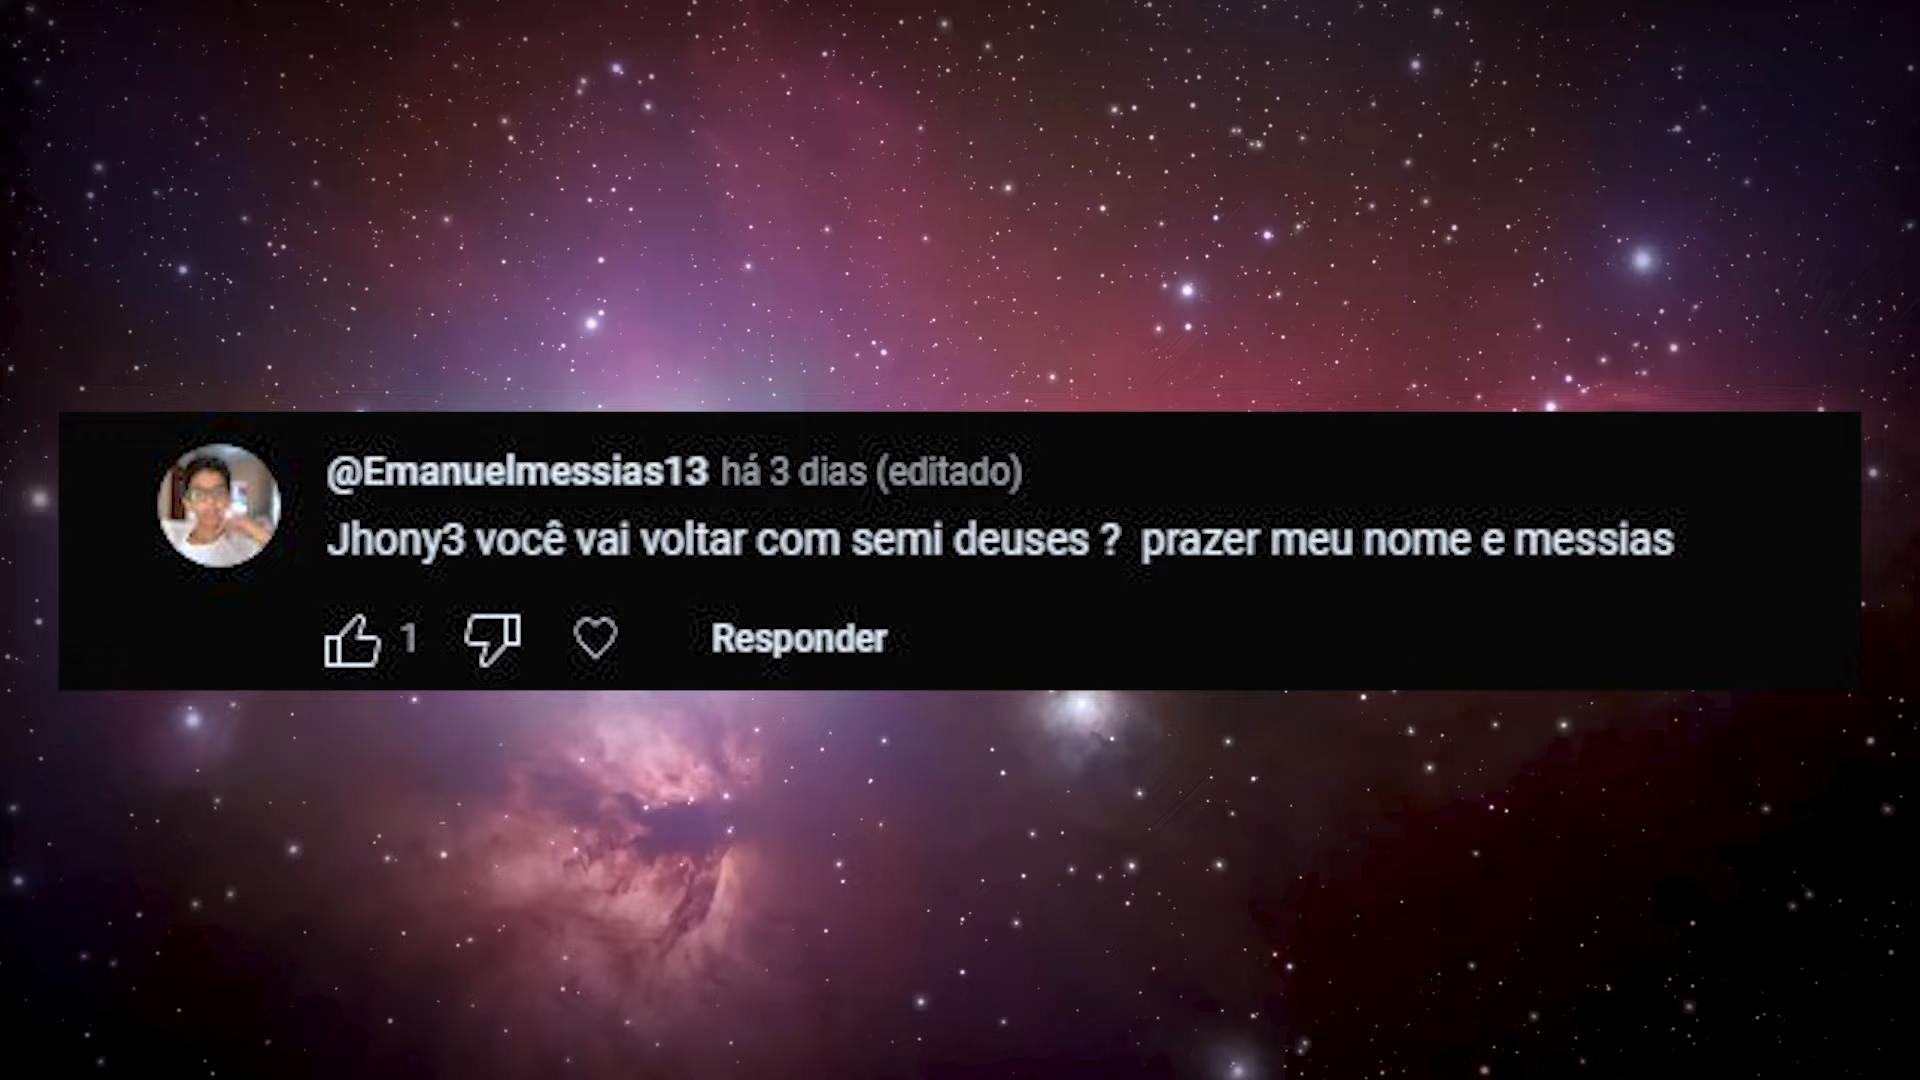 @Emanuelmessias13 há 3 dias (editado)
Jhony3 você vai voltar com semi deuses ? prazer meu nome e messias
1
Responder